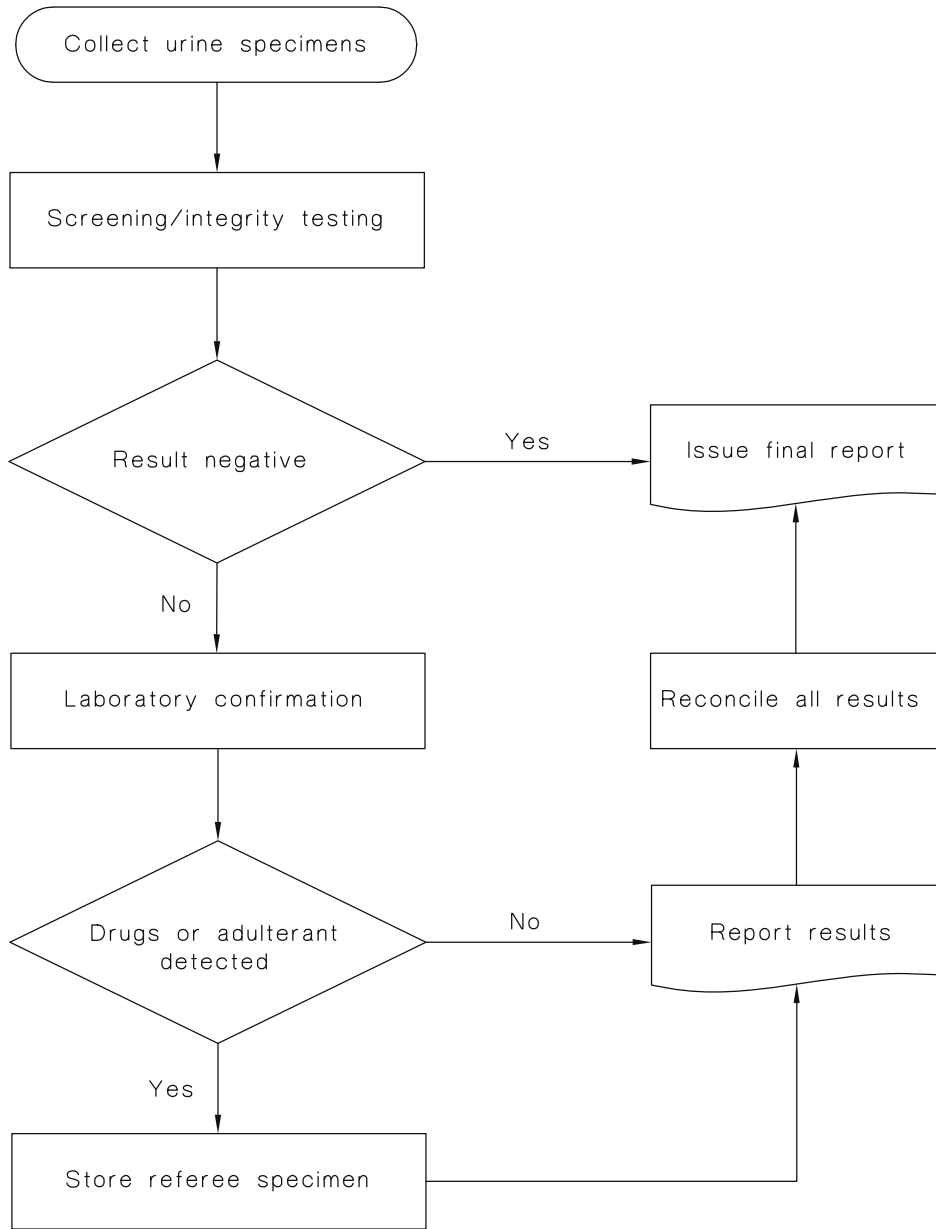 Collect urine specimens
Screening/integrity testing
Result negative
Yes
Issue final report
No
Laboratory confirmation
Reconcile all results
Drugs or adulterant
detected
No
Report results
Yes
Store referee specimen